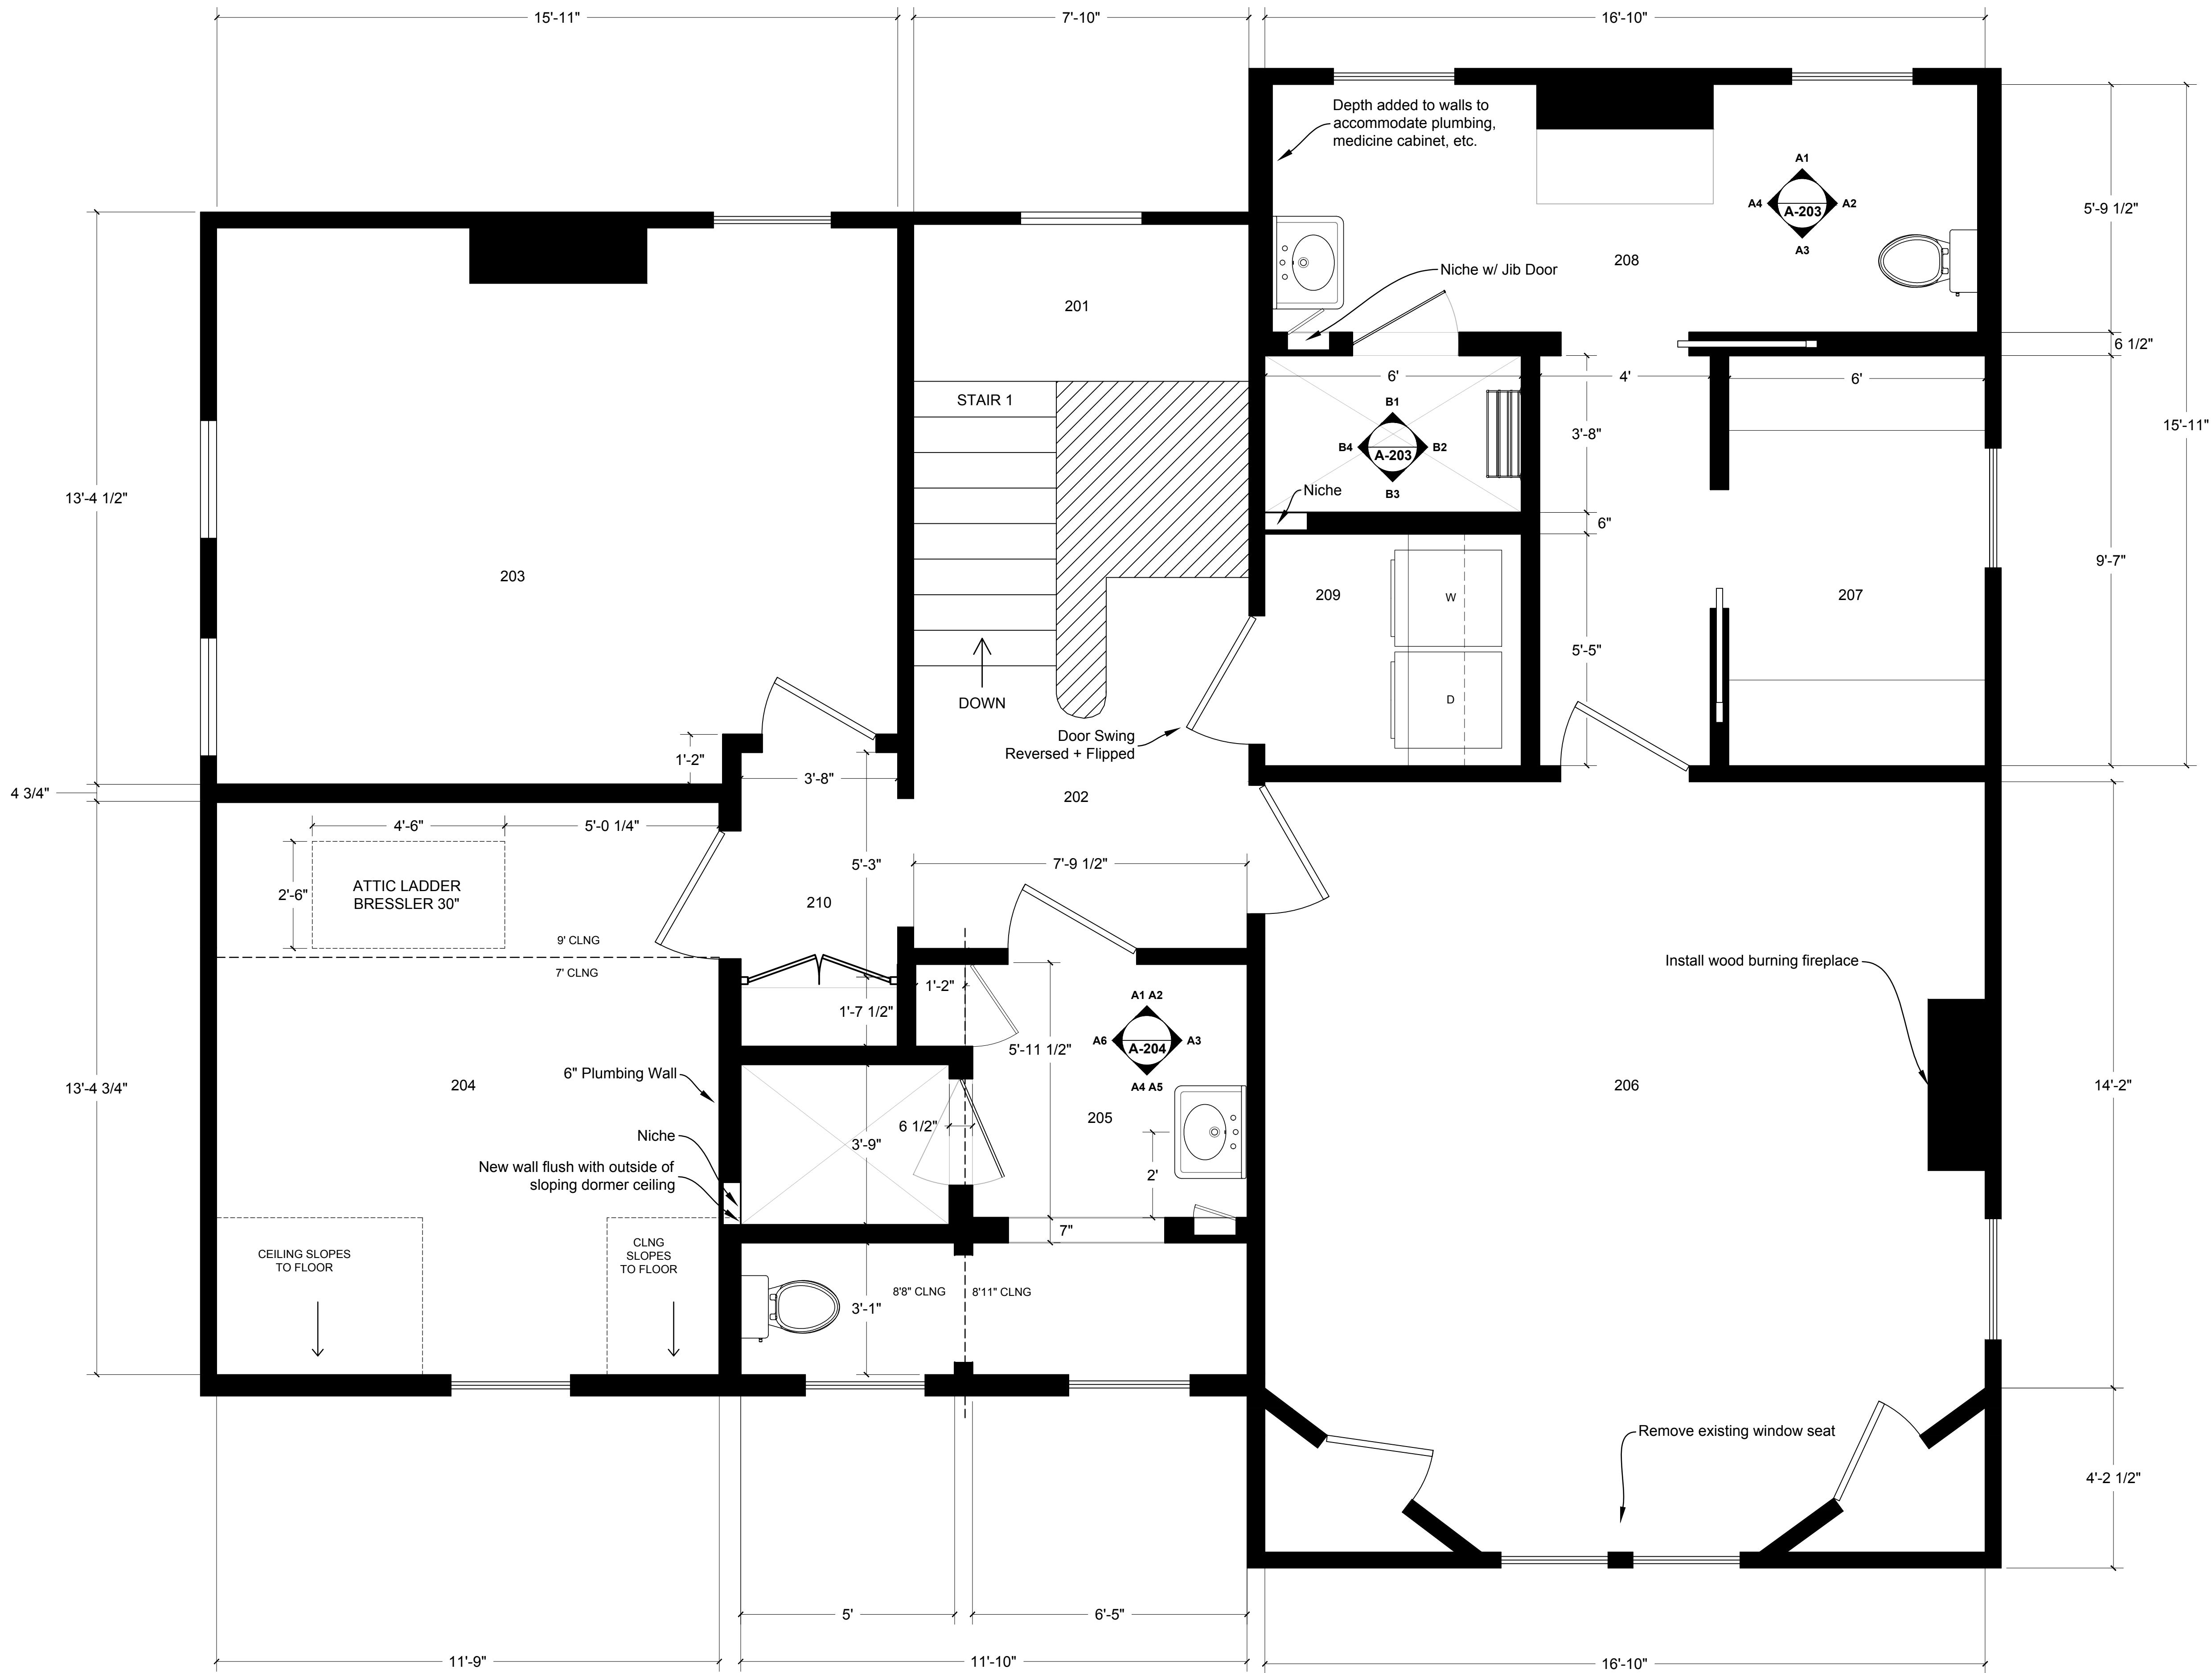 15'-11"
7'-10"
16'-10"
Depth added to walls to
accommodate plumbing,
medicine cabinet, etc.
A1
A4
A-203
A2
A3
5'-9 1/2"
208
Niche w/ Jib Door
201
6 1/2"
6'
4'
6'
STAIR 1
B1
B4
A-203
B2
B3
3'-8"
15'-11"
13'-4 1/2"
Niche
6"
9'-7"
203
209
W
207
5'-5"
D
DOWN
Door Swing
Reversed + Flipped
1'-2"
3'-8"
4 3/4"
202
4'-6"
5'-0 1/4"
5'-3"
7'-9 1/2"
2'-6"
ATTIC LADDER
BRESSLER 30"
210
9' CLNG
7' CLNG
Install wood burning fireplace
1'-2"
1'-7 1/2"
A1 A2
A6
A-204
A3
A4 A5
5'-11 1/2"
6" Plumbing Wall
13'-4 3/4"
204
206
14'-2"
205
6 1/2"
3'-9"
Niche
New wall flush with outside of
sloping dormer ceiling
2'
7"
CEILING SLOPES
TO FLOOR
CLNG
SLOPES
TO FLOOR
8'8" CLNG
8'11" CLNG
3'-1"
Remove existing window seat
4'-2 1/2"
5'
6'-5"
11'-9"
11'-10"
16'-10"